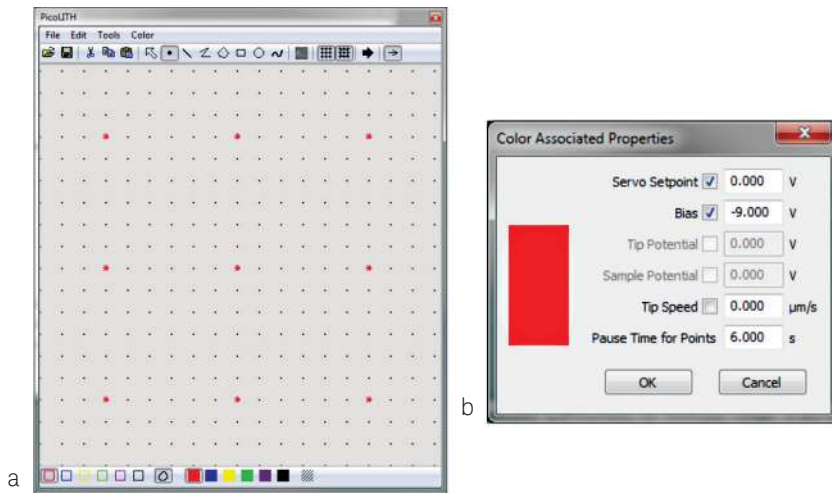 PicoLITH
File Edit Tools Color
a
Color Associated Properties
Servo Setpoint 0.000 V
Bias -9.000 V
Tip Potential 0.000 V
Sample Potential 0.000 V
Tip Speed 0.000 µm/s
Pause Time for Points 6.000 s
OK Cancel
b